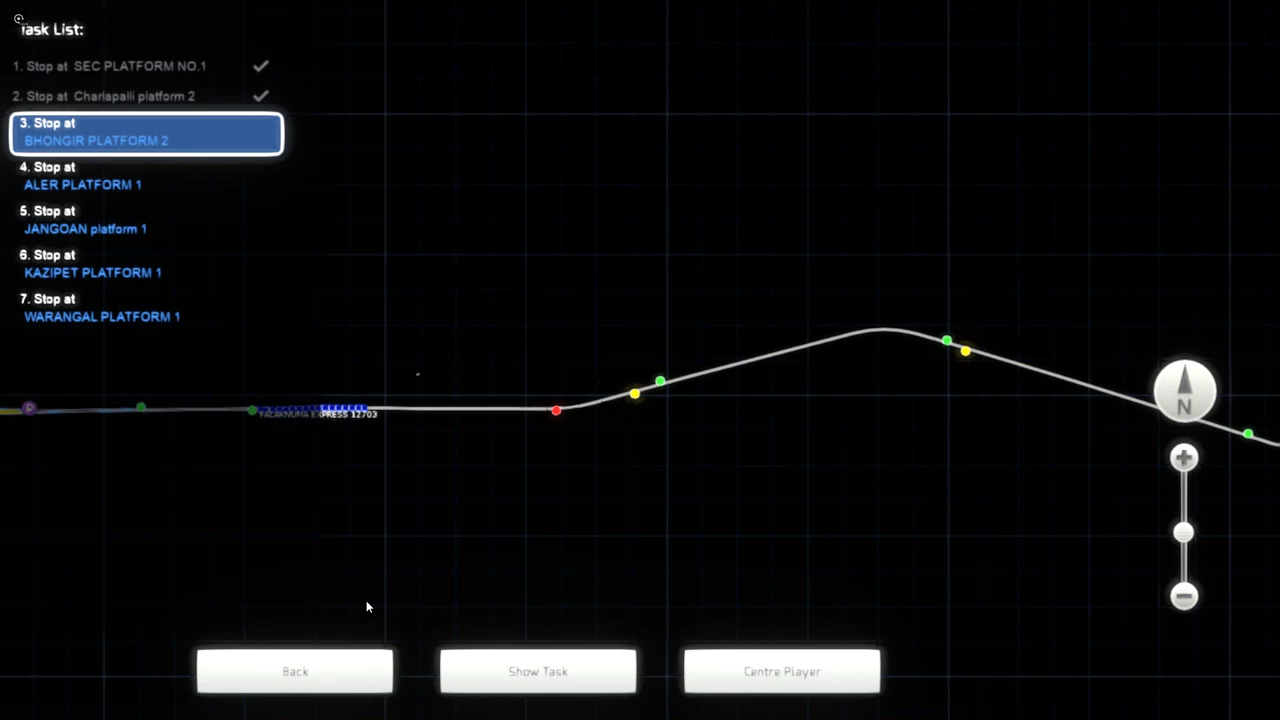 Task List:
1. Stop at SEC PLATFORM NO.1
2. Stop at Charlapalli platform 2
3. Stop at
BHONGIR PLATFORM 2
4. Stop at
ALER PLATFORM 1
5. Stop at
JANGOAN platform 1
6. Stop at
KAZIPET PLATFORM 1
7. Stop at
WARANGAL PLATFORM 1
P
PRESS 12703
N
Back
Show Task
Centre Player